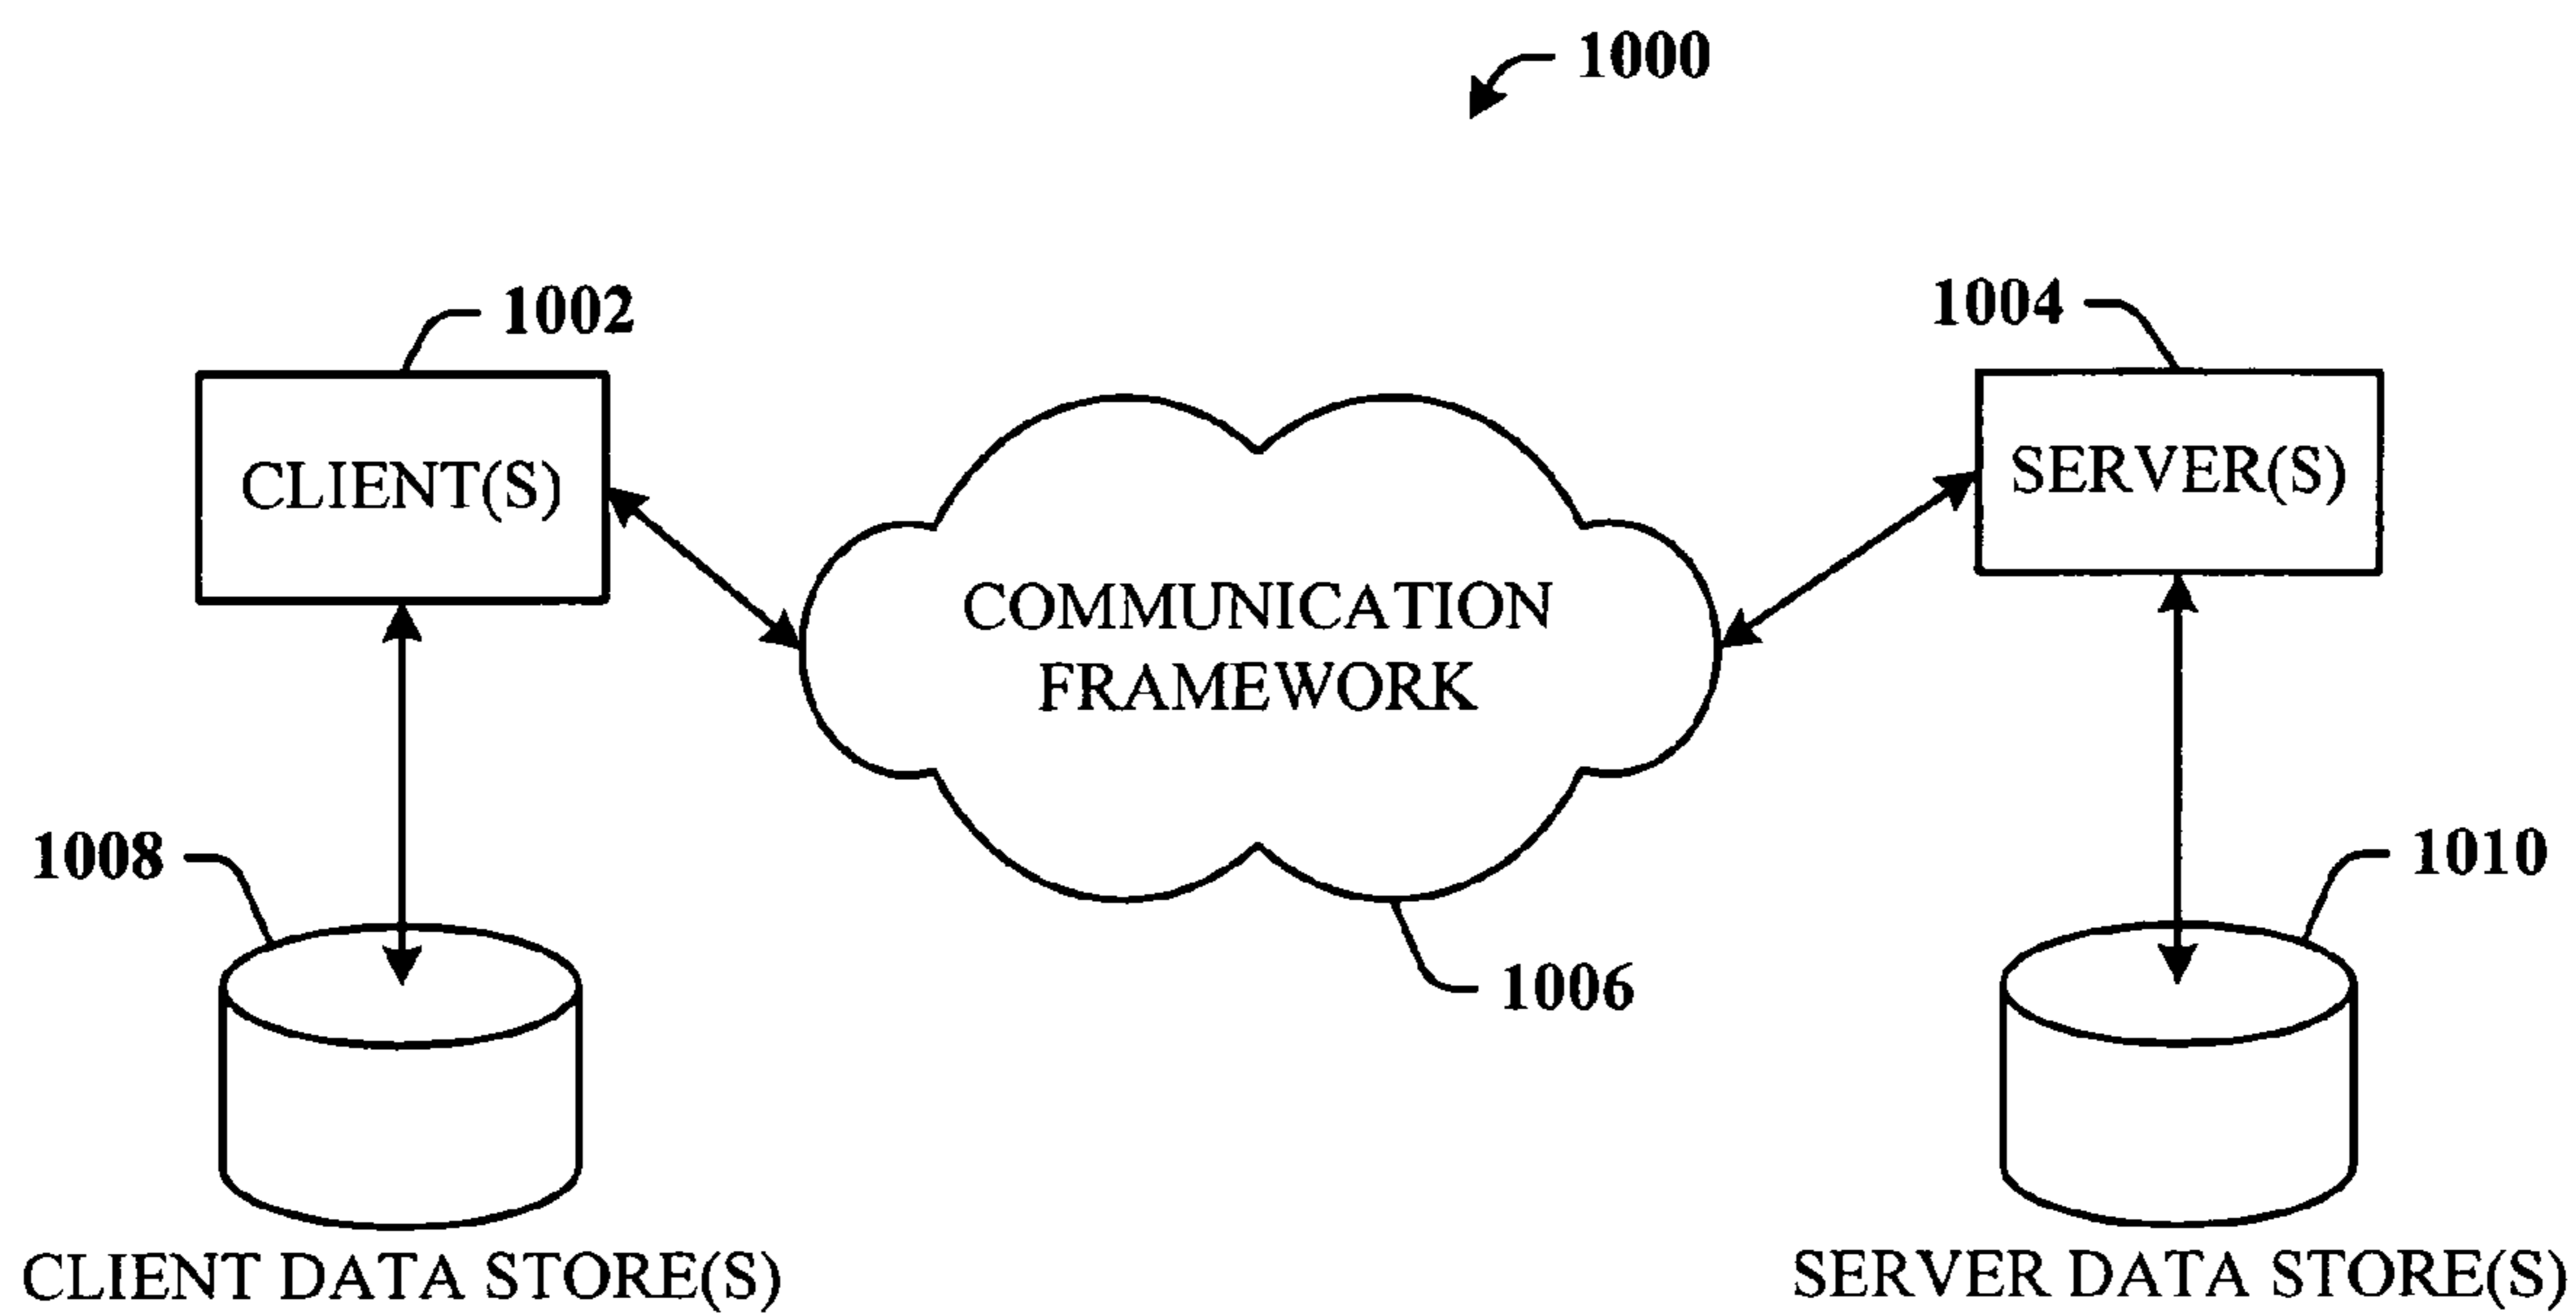 1000
1002
1004
CLIENT(S)
SERVER(S)
COMMUNICATION
FRAMEWORK
1008
1010
1006
CLIENT DATA STORE(S)
SERVER DATA STORE(S)